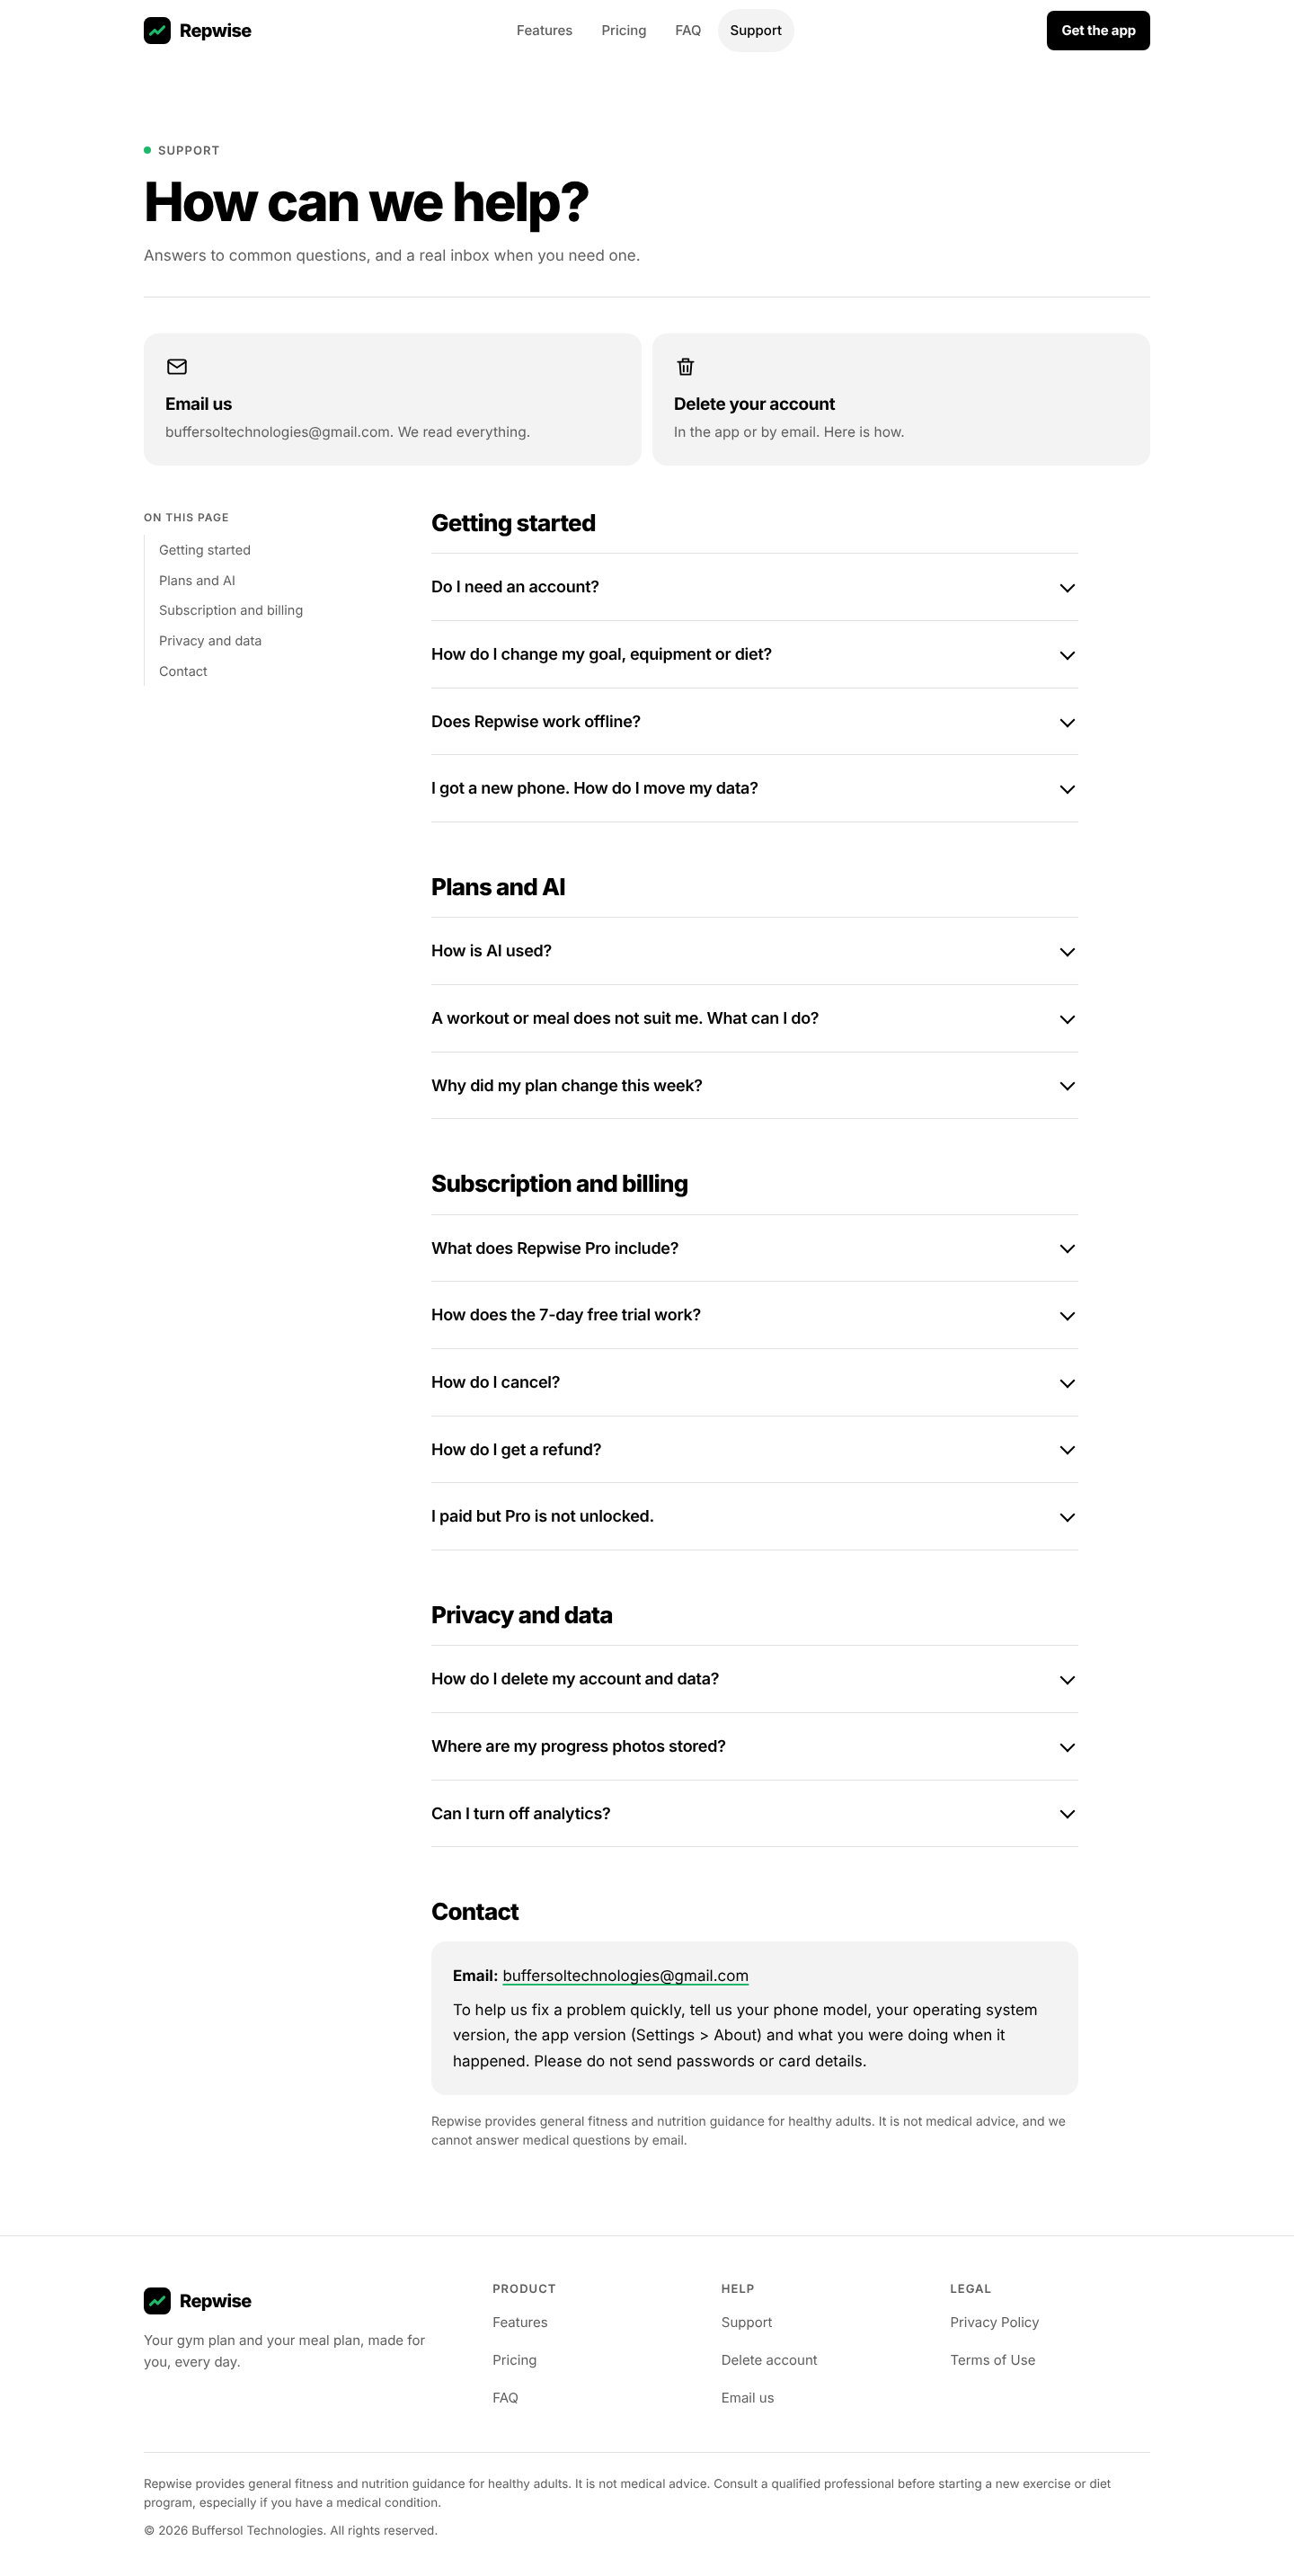 Repwise
Features
Pricing
FAQ
Support
Get the app
SUPPORT
How can we help?
Answers to common questions, and a real inbox when you need one.
Email us
buffersoltechnologies@gmail.com. We read everything.
Delete your account
In the app or by email. Here is how.
ON THIS PAGE
Getting started
Plans and AI
Subscription and billing
Privacy and data
Contact
Getting started
Do I need an account?
How do I change my goal, equipment or diet?
Does Repwise work offline?
I got a new phone. How do I move my data?
Plans and AI
How is AI used?
A workout or meal does not suit me. What can I do?
Why did my plan change this week?
Subscription and billing
What does Repwise Pro include?
How does the 7-day free trial work?
How do I cancel?
How do I get a refund?
I paid but Pro is not unlocked.
Privacy and data
How do I delete my account and data?
Where are my progress photos stored?
Can I turn off analytics?
Contact
Email: buffersoltechnologies@gmail.com
To help us fix a problem quickly, tell us your phone model, your operating system
version, the app version (Settings > About) and what you were doing when it
happened. Please do not send passwords or card details.
Repwise provides general fitness and nutrition guidance for healthy adults. It is not medical advice, and we
cannot answer medical questions by email.
Repwise
Your gym plan and your meal plan, made for
you, every day.
PRODUCT
Features
Pricing
FAQ
HELP
Support
Delete account
Email us
LEGAL
Privacy Policy
Terms of Use
Repwise provides general fitness and nutrition guidance for healthy adults. It is not medical advice. Consult a qualified professional before starting a new exercise or diet
program, especially if you have a medical condition.
© 2026 Buffersol Technologies. All rights reserved.